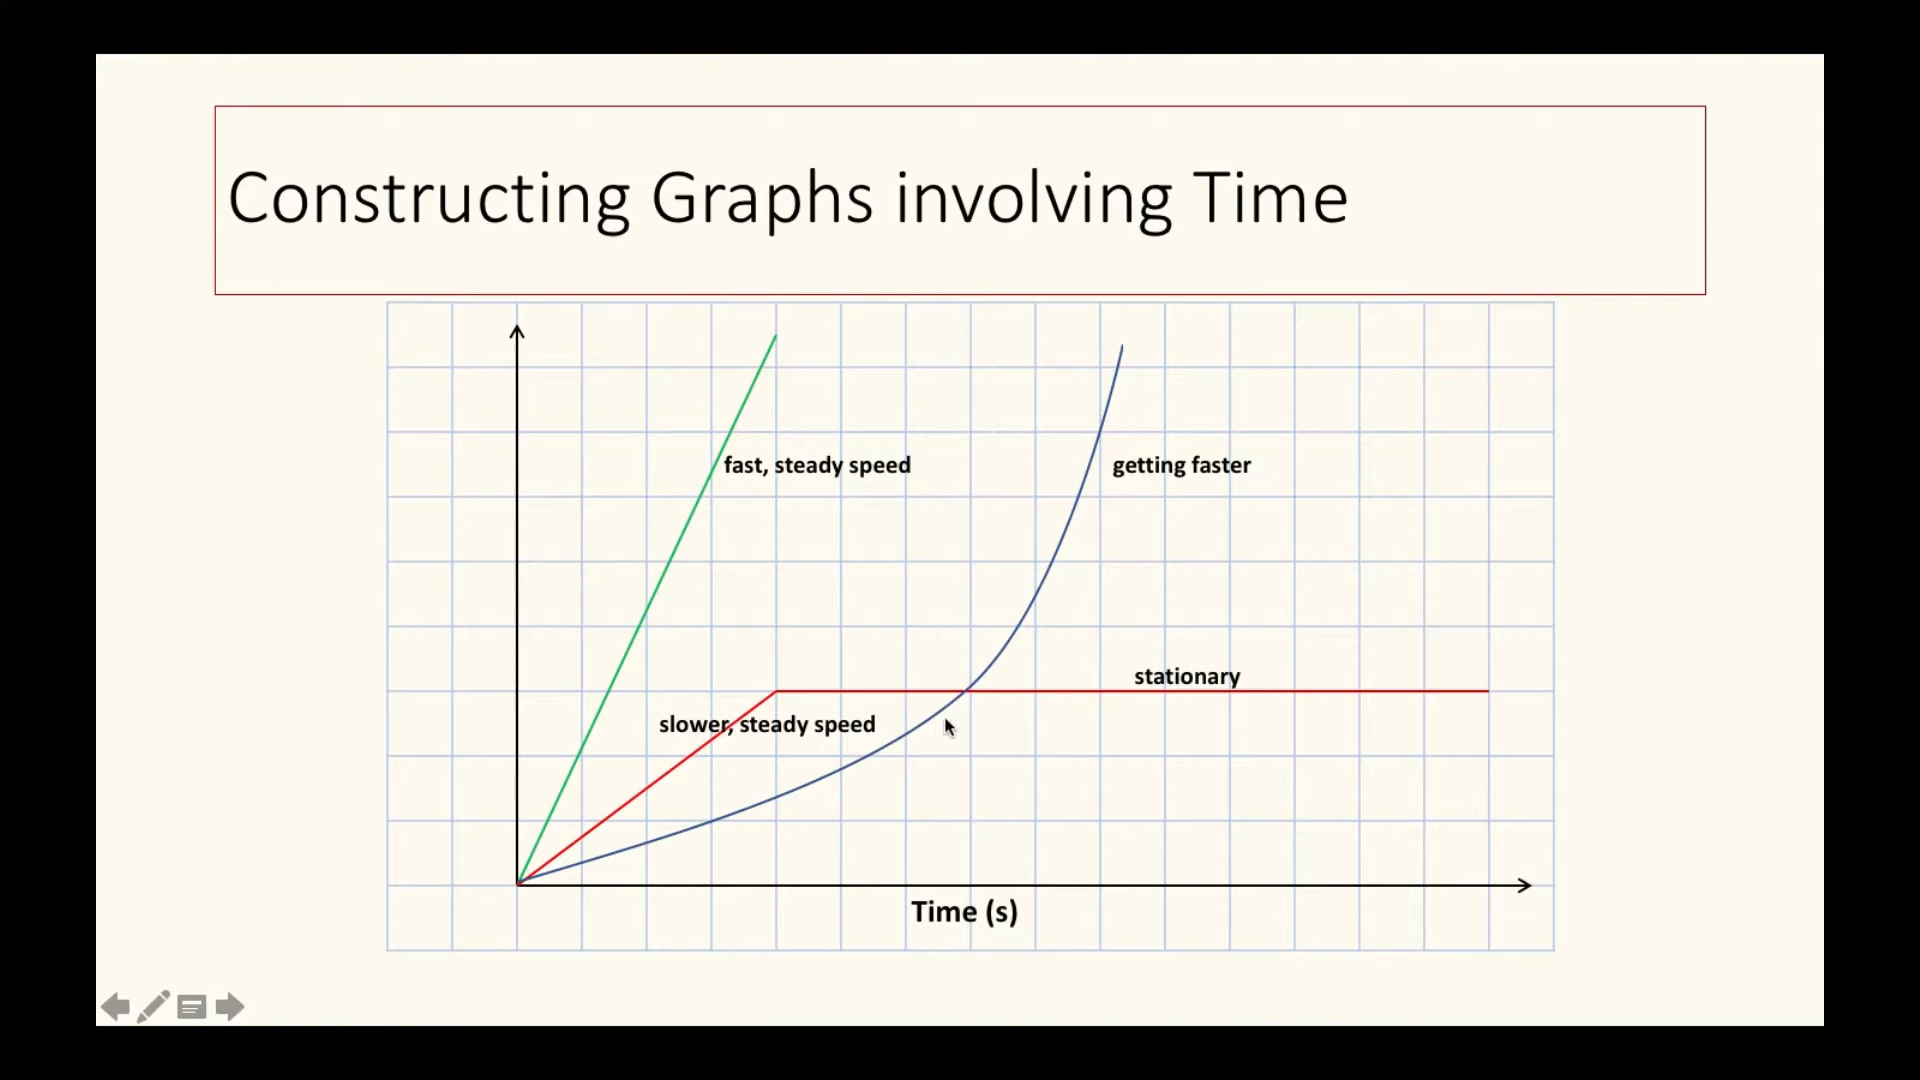 Constructing Graphs involving Time
fast, steady speed
getting faster
stationary
slower, steady speed
Time (s)